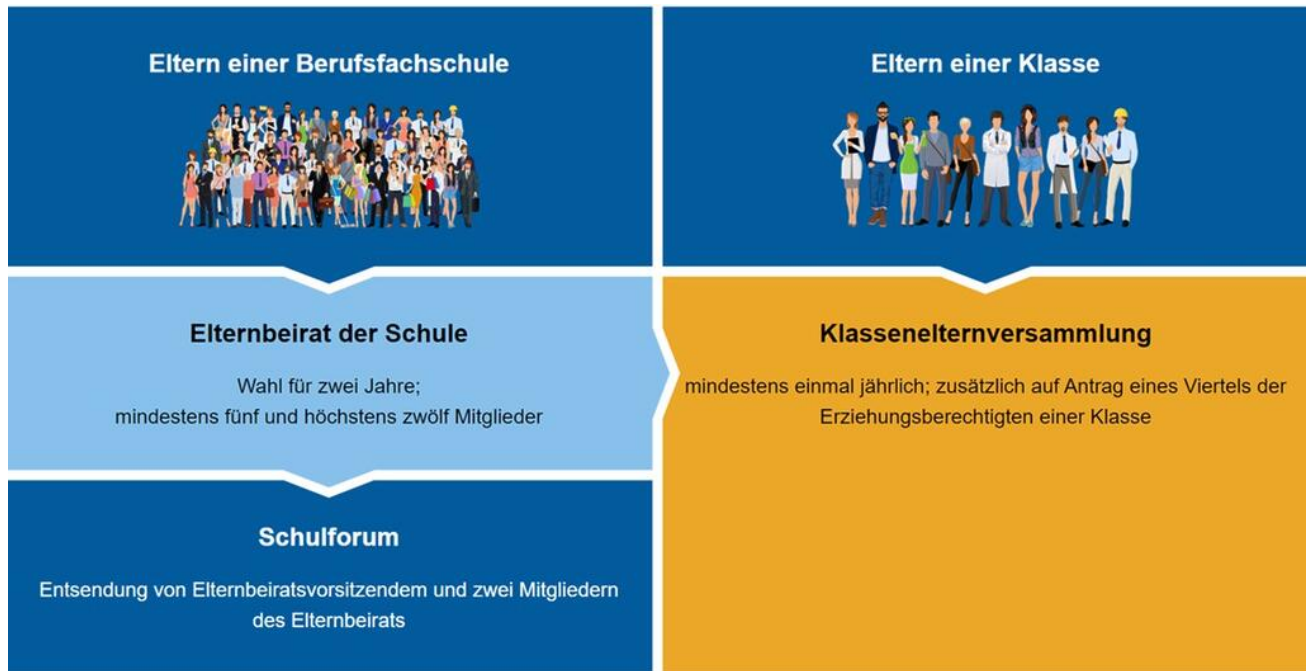 Eltern einer Berufsfachschule
Eltern einer Klasse
Elternbeirat der Schule
Wahl für zwei Jahre;
mindestens fünf und höchstens zwölf Mitglieder
Klassenelternversammlung
mindestens einmal jährlich; zusätzlich auf Antrag eines Viertels der
Erziehungsberechtigten einer Klasse
Schulforum
Entsendung von Elternbeiratsvorsitzendem und zwei Mitgliedern
des Elternbeirats